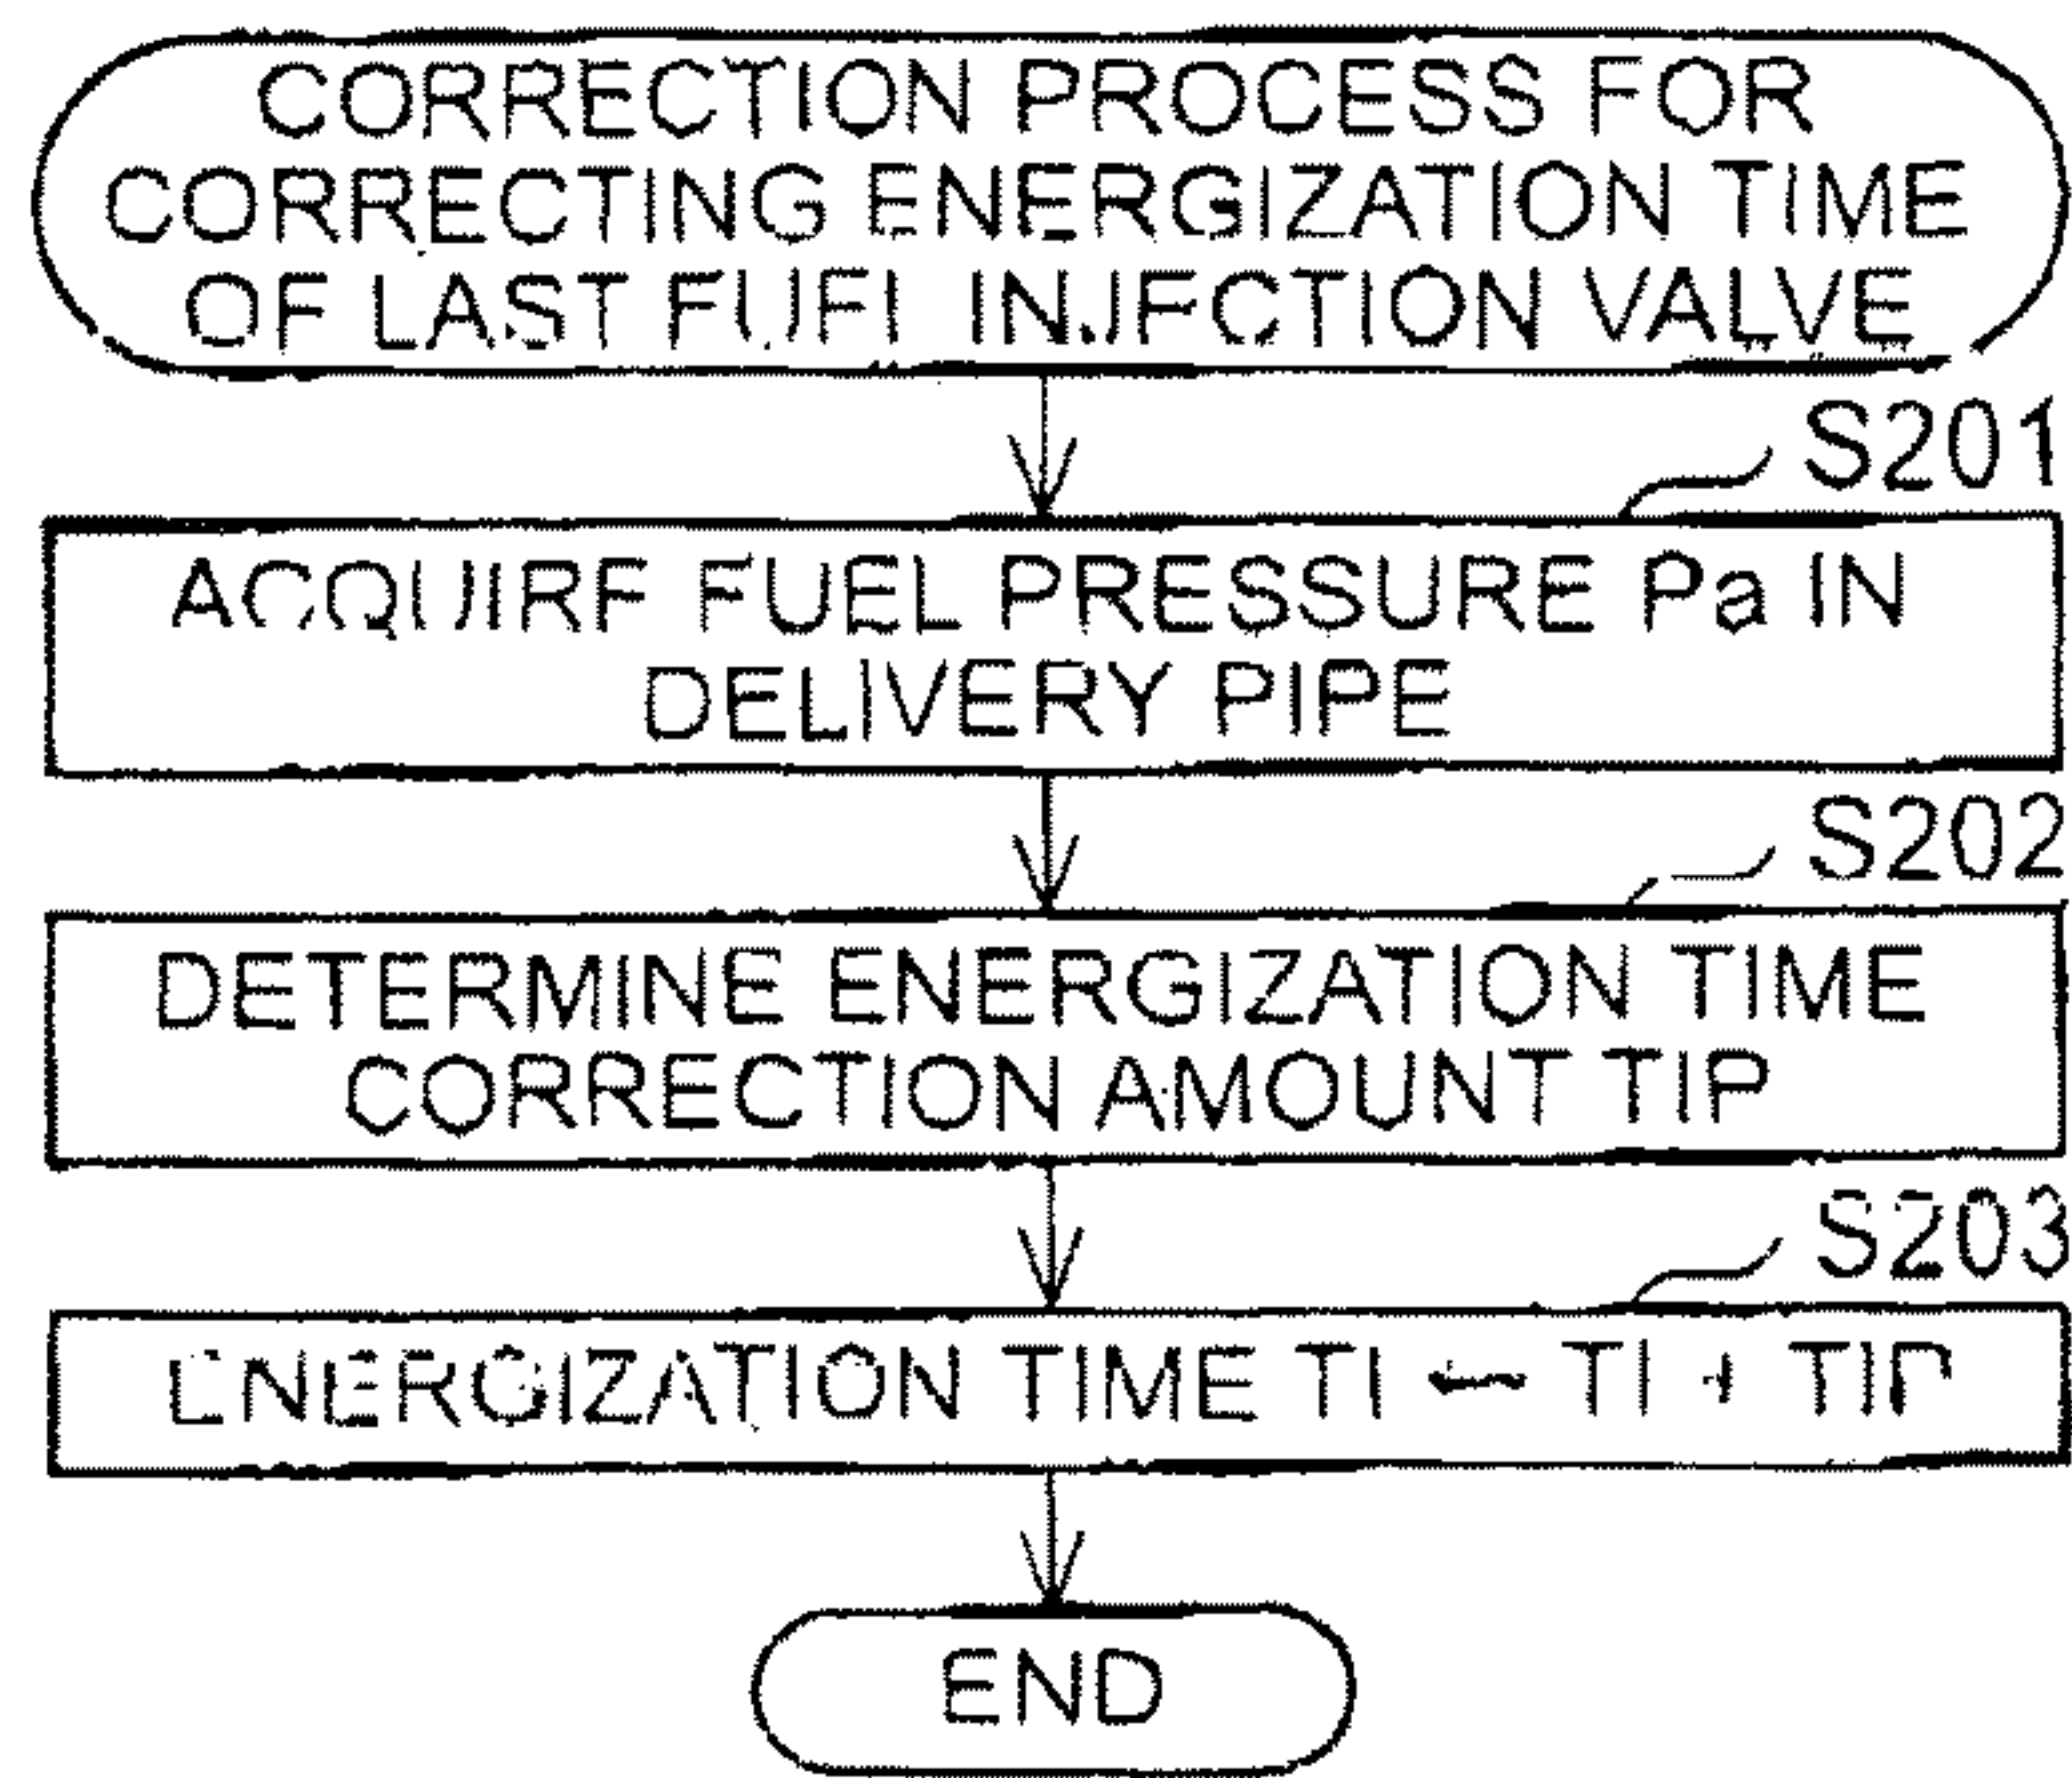 CORRECTION PROCESS FOR
CORRECTING ENERGIZATION TIME
OF LAST FUEL INJECTION VALVE
S201
ACQUIRE FUEL PRESSURE Pa IN
DELIVERY PIPE
S202
DETERMINE ENERGIZATION TIME
CORRECTION AMOUNT TIP
S203
ENERGIZATION TIME TI ← TI + TIP
END